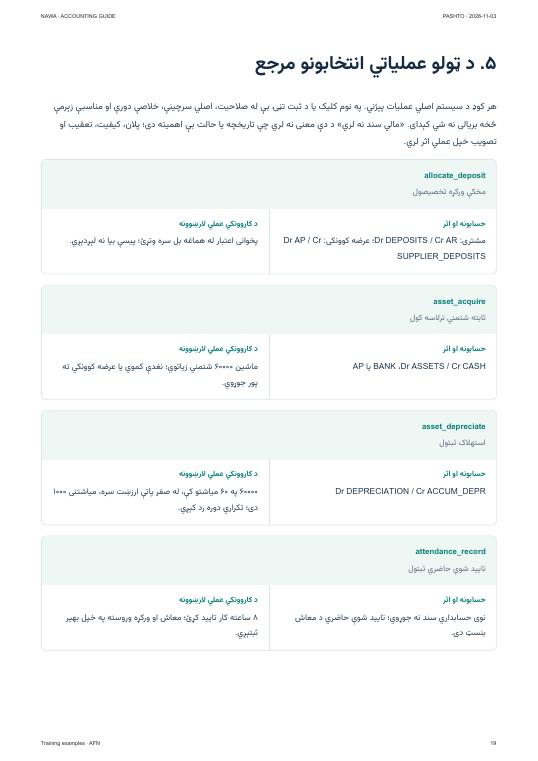 NAWA · ACCOUNTING GUIDE
PASHTO · 2026-11-03
۵. د ټولو عملیاتي انتخابونو مرجع
هر کوډ د سیسټم اصلي عملیات پېژني. په نوم کلیک یا د ثبت تڼۍ بې له صلاحیت، اصلي سرچینې، خلاصې دورې او مناسبې زېرمې
څخه بریالی نه شي کېدای. «مالي سند نه لري» د دې معنی نه لري چې تاریخچه یا حالت بې اهمیته دی؛ پلان، کیفیت، تعقیب او
تصویب خپل عملي اثر لري.
allocate_deposit
مخکې ورکړه تخصیصول
حسابونه او اثر
مشتري: Dr DEPOSITS / Cr AR؛ عرضه کوونکی: Dr AP / Cr
SUPPLIER_DEPOSITS
د کاروونکي عملي لارښوونه
پخوانی اعتبار له هماغه بل سره وتړئ؛ پیسې بیا نه لېږدېږي.
asset_acquire
ثابته شتمني ترلاسه کول
حسابونه او اثر
Dr ASSETS / Cr CASH، BANK یا AP
د کاروونکي عملي لارښوونه
ماشین ۶۰۰۰۰ شتمني زیاتوي؛ نغدي کموي یا عرضه کوونکي ته
پور جوړوي.
asset_depreciate
استهلاک ثبتول
حسابونه او اثر
Dr DEPRECIATION / Cr ACCUM_DEPR
د کاروونکي عملي لارښوونه
۶۰۰۰۰ په ۶۰ میاشتو کې، له صفر پاتې ارزښت سره، میاشتنی ۱۰۰۰
دی؛ تکراري دوره رد کېږي.
attendance_record
تایید شوې حاضري ثبتول
حسابونه او اثر
نوی حسابداري سند نه جوړوي؛ تایید شوې حاضري د معاش
بنسټ دی.
د کاروونکي عملي لارښوونه
۸ ساعته کار تایید کړئ؛ معاش او ورکړه وروسته په خپل بهیر
ثبتېږي.
Training examples · AFN
19